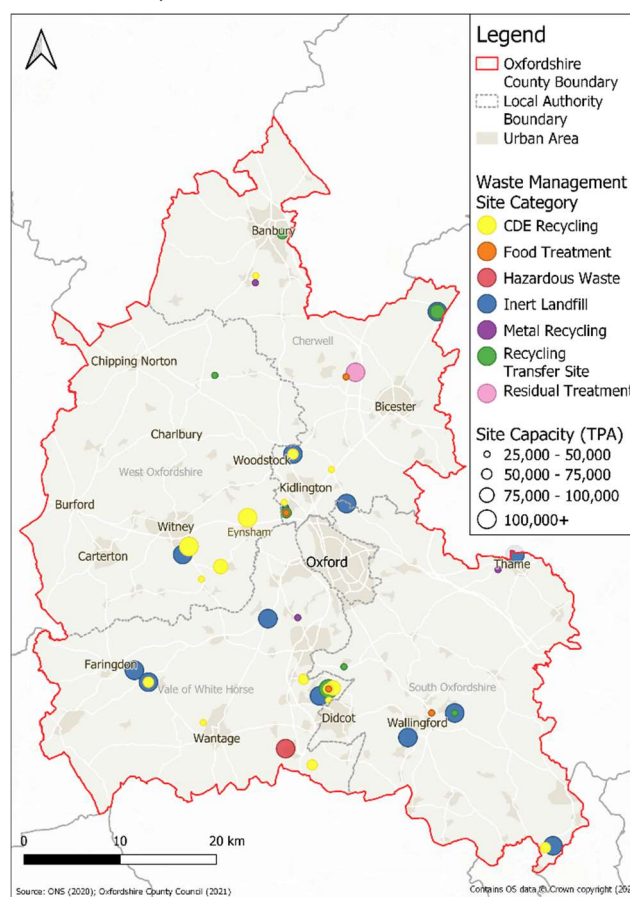 Legend
Oxfordshire
County Boundary
Local Authority
Boundary
Urban Area
Waste Management
Site Category
CDE Recycling
Food Treatment
Hazardous Waste
Inert Landfill
Metal Recycling
Recycling
Transfer Site
Residual Treatment
Site Capacity (TPA)
25,000 - 50,000
50,000 - 75,000
75,000 - 100,000
100,000+
Banbury
Cherwell
Chipping Norton
Bicester
Charlbury
Woodstock
West Oxfordshire
Kidlington
Burford
Witney
Eynsham
Carterton
Oxford
Thame
Faringdon
Vale of White Horse
South Oxfordshire
Didcot
Wallingford
Wantage
0 10 20 km
Source: ONS (2020); Oxfordshire County Council (2021)
Contains OS data © Crown copyright (202